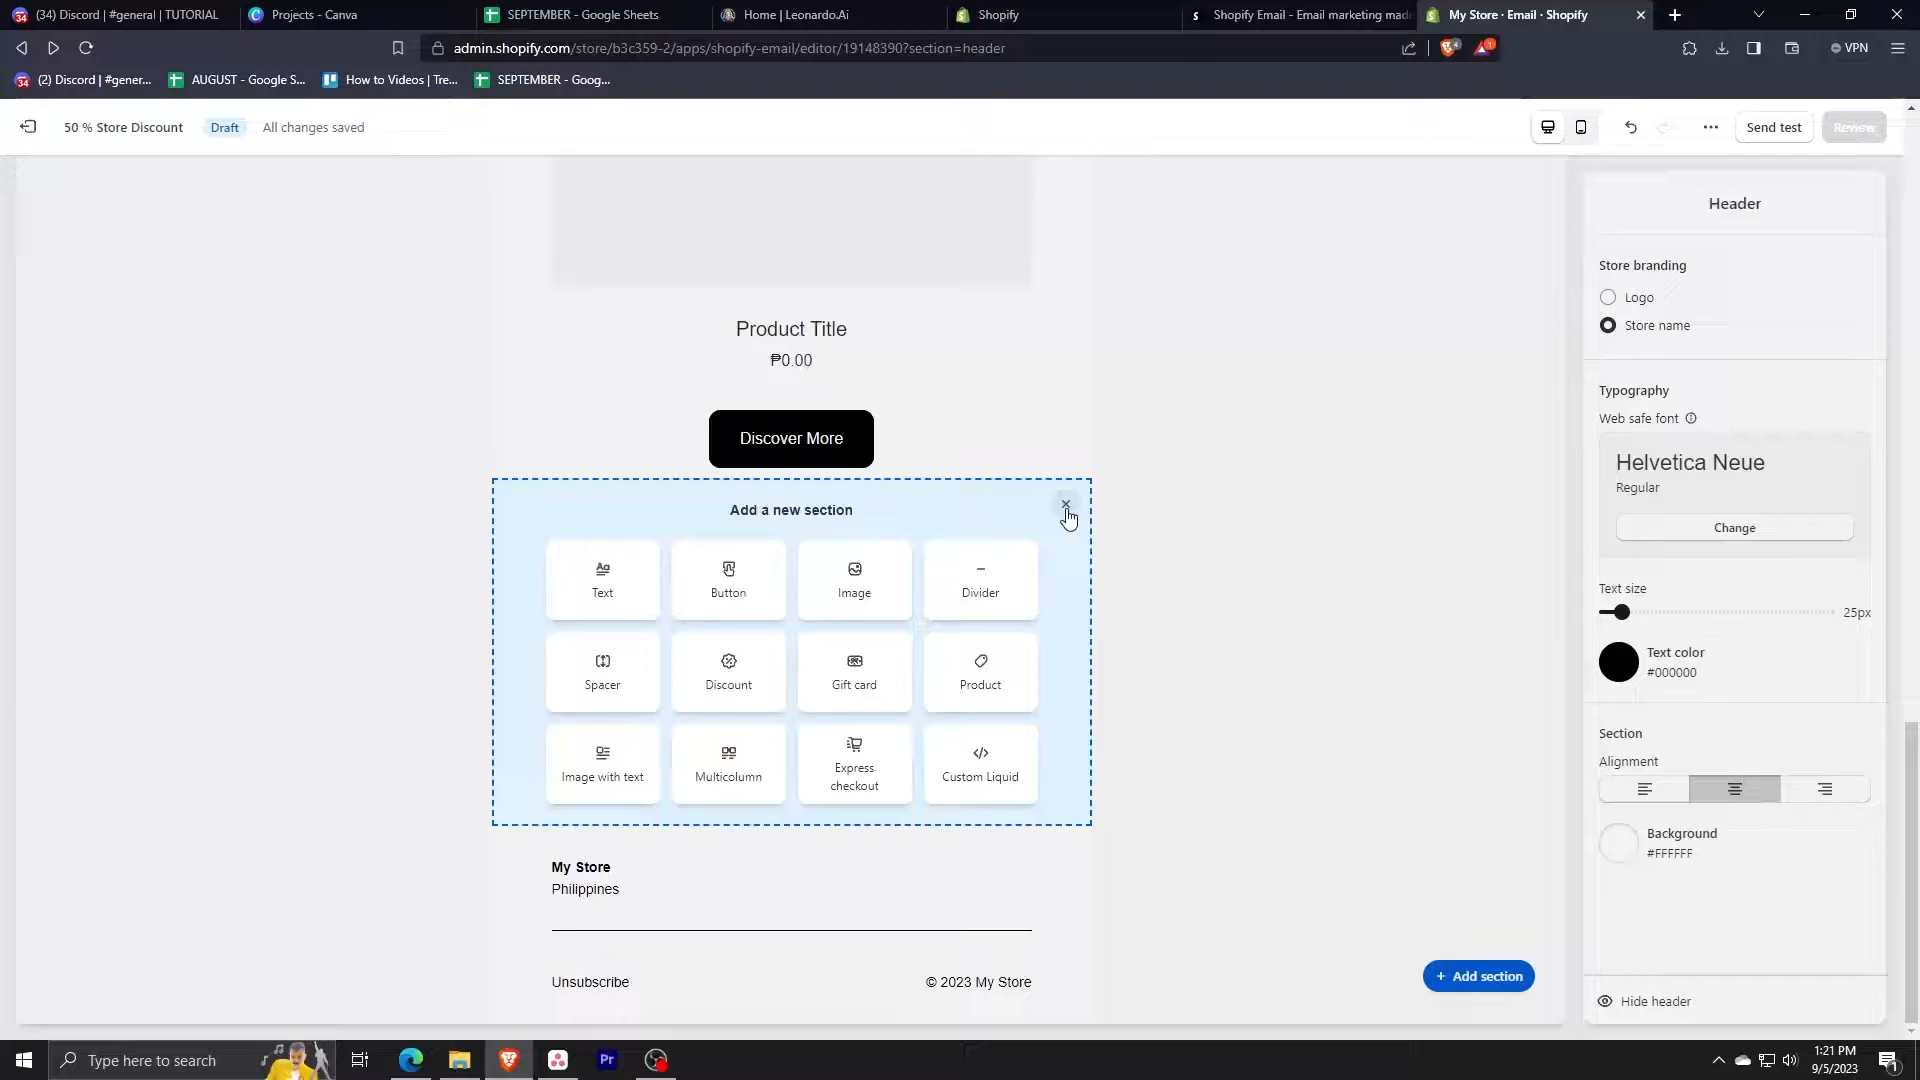 (34) Discord | #general | TUTORIAL
Projects - Canva
SEPTEMBER - Google Sheets
Home | Leonardo.Ai
Shopify
Shopify Email - Email marketing mad
My Store · Email · Shopify
admin.shopify.com/store/b3c359-2/apps/shopify-email/editor/19148390?section=header
VPN
(2) Discord | #gener...
AUGUST - Google S...
How to Videos | Tre...
SEPTEMBER - Goog...
50 % Store Discount
Draft
All changes saved
Send test
Review
Header
Store branding
Logo
Store name
Typography
Web safe font
Helvetica Neue
Regular
Change
Text size
25px
Text color
#000000
Section
Alignment
Background
#FFFFFF
Hide header
Product Title
₱0.00
Discover More
Add a new section
Text
Button
Image
Divider
Spacer
Discount
Gift card
Product
Image with text
Multicolumn
Express
checkout
Custom Liquid
My Store
Philippines
Unsubscribe
© 2023 My Store
+ Add section
Type here to search
Pr
1:21 PM
9/5/2023